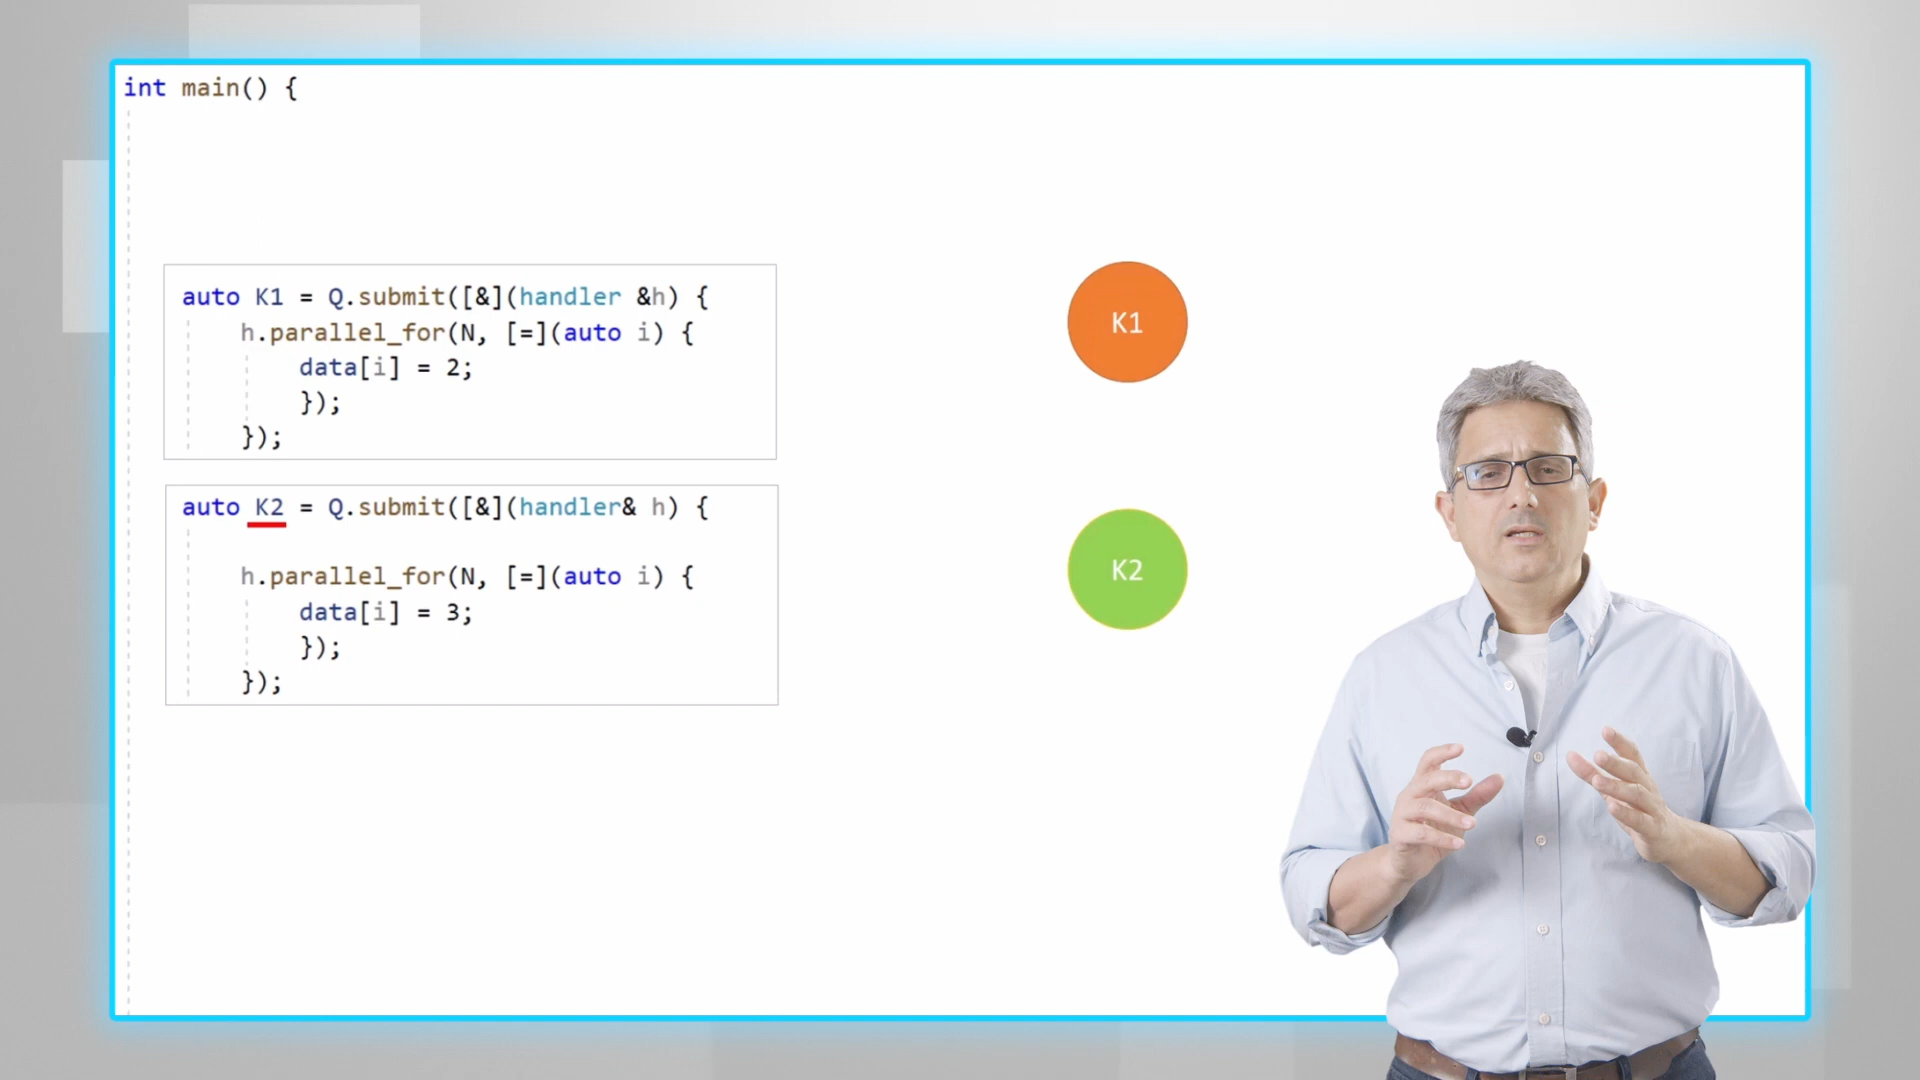 int main() {
auto K1 = Q.submit([&](handler &h) {
h.parallel_for(N, [=](auto i) {
data[i] = 2;
});
});
auto K2 = Q.submit([&](handler& h) {
h.parallel_for(N, [=](auto i) {
data[i] = 3;
});
});
K1
K2